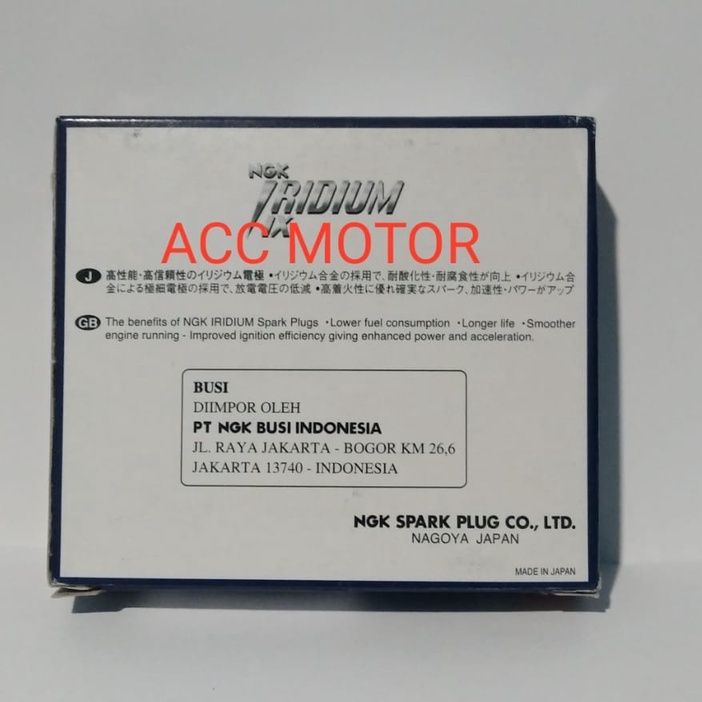 NGK
IRIDIUM
IX
ACC MOTOR
J 高性能・高信頼性のイリジウム電極 •イリジウム合金の採用で、耐酸化性・耐腐食性が向上 •イリジウム合
金による極細電極の採用で、放電電圧の低減 •高着火性に優れ確実なスパーク、加速性・パワーがアップ
GB The benefits of NGK IRIDIUM Spark Plugs •Lower fuel consumption •Longer life •Smoother
engine running - Improved ignition efficiency giving enhanced power and acceleration.
BUSI
DIIMPOR OLEH
PT NGK BUSI INDONESIA
JL. RAYA JAKARTA - BOGOR KM 26,6
JAKARTA 13740 - INDONESIA
NGK SPARK PLUG CO., LTD.
NAGOYA JAPAN
MADE IN JAPAN